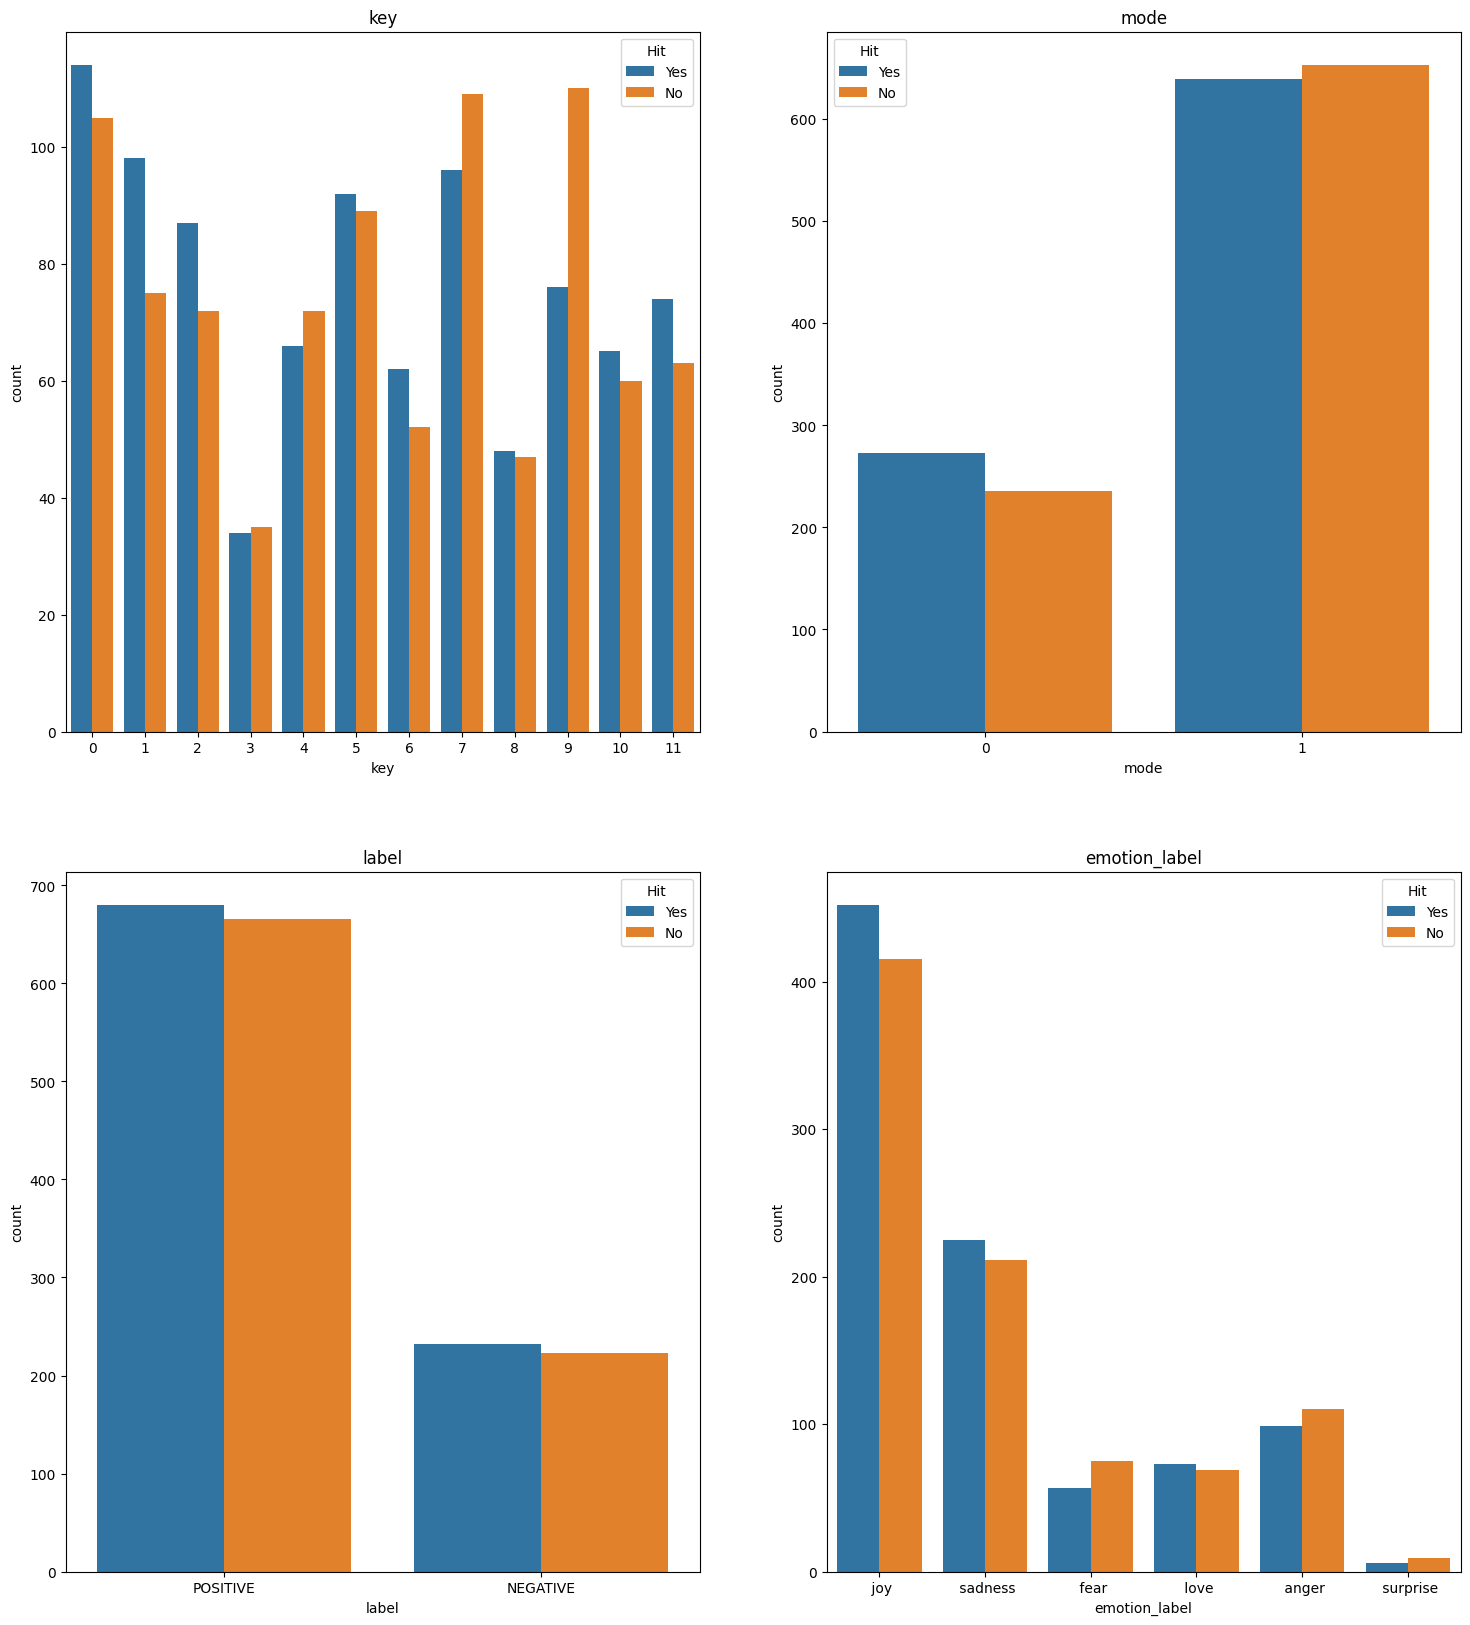 key
Hit
Yes
No
100
80
60
40
20
0
count
0 1 2 3 4 5 6 7 8 9 10 11
key
mode
Hit
Yes
No
600
500
400
300
200
100
0
count
0 1
mode
label
Hit
Yes
No
700
600
500
400
300
200
100
0
count
POSITIVE NEGATIVE
label
emotion_label
Hit
Yes
No
400
300
200
100
0
count
joy sadness fear love anger surprise
emotion_label